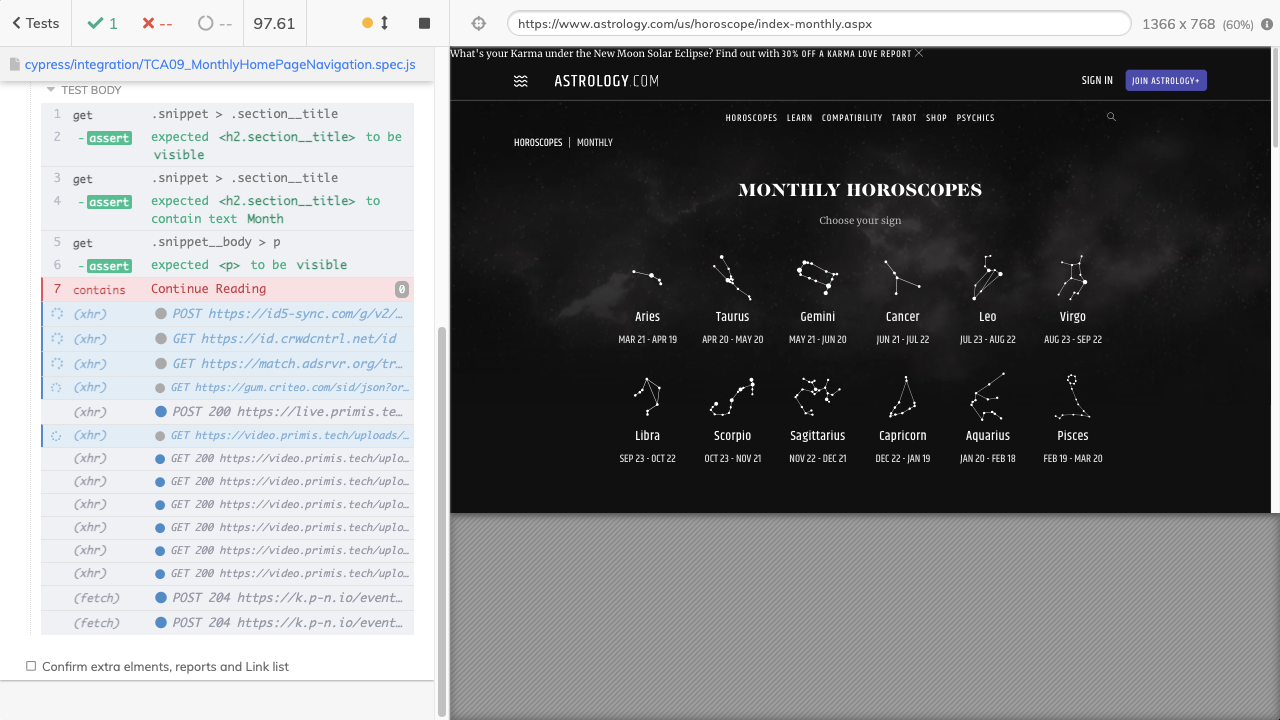 Tests 1 -- -- 97.61
cypress/integration/TCA09_MonthlyHomePageNavigation.spec.js
TEST BODY
1 get .snippet > .section__title
2 -assert expected <h2.section__title> to be visible
3 get .snippet > .section__title
4 -assert expected <h2.section__title> to contain text Month
5 get .snippet__body > p
6 -assert expected <p> to be visible
7 contains Continue Reading 0
(xhr) POST https://id5-sync.com/g/v2/…
(xhr) GET https://id.crwdcntrl.net/id
(xhr) GET https://match.adsrvr.org/tr…
(xhr) GET https://gum.criteo.com/sid/json?or…
(xhr) POST 200 https://live.primis.te…
(xhr) GET https://video.primis.tech/uploads/…
(xhr) GET 200 https://video.primis.tech/uplo…
(xhr) GET 200 https://video.primis.tech/uplo…
(xhr) GET 200 https://video.primis.tech/uplo…
(xhr) GET 200 https://video.primis.tech/uplo…
(xhr) GET 200 https://video.primis.tech/uplo…
(xhr) GET 200 https://video.primis.tech/uplo…
(fetch) POST 204 https://k.p-n.io/event…
(fetch) POST 204 https://k.p-n.io/event…
Confirm extra elments, reports and Link list
https://www.astrology.com/us/horoscope/index-monthly.aspx 1366 x 768 (60%)
What's your Karma under the New Moon Solar Eclipse? Find out with 30% OFF A KARMA LOVE REPORT
ASTROLOGY.COM SIGN IN JOIN ASTROLOGY+
HOROSCOPES LEARN COMPATIBILITY TAROT SHOP PSYCHICS
HOROSCOPES | MONTHLY
MONTHLY HOROSCOPES
Choose your sign
Aries Taurus Gemini Cancer Leo Virgo
MAR 21 - APR 19 APR 20 - MAY 20 MAY 21 - JUN 20 JUN 21 - JUL 22 JUL 23 - AUG 22 AUG 23 - SEP 22
Libra Scorpio Sagittarius Capricorn Aquarius Pisces
SEP 23 - OCT 22 OCT 23 - NOV 21 NOV 22 - DEC 21 DEC 22 - JAN 19 JAN 20 - FEB 18 FEB 19 - MAR 20